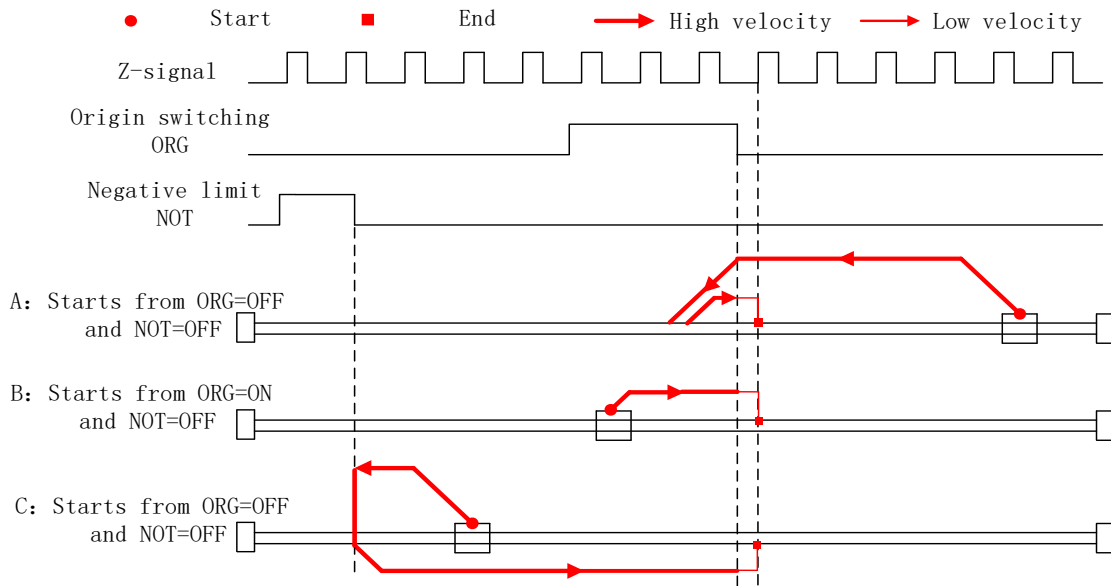 Start End High velocity Low velocity
Z-signal
Origin switching
ORG
Negative limit
NOT
A: Starts from ORG=OFF
and NOT=OFF
B: Starts from ORG=ON
and NOT=OFF
C: Starts from ORG=OFF
and NOT=OFF